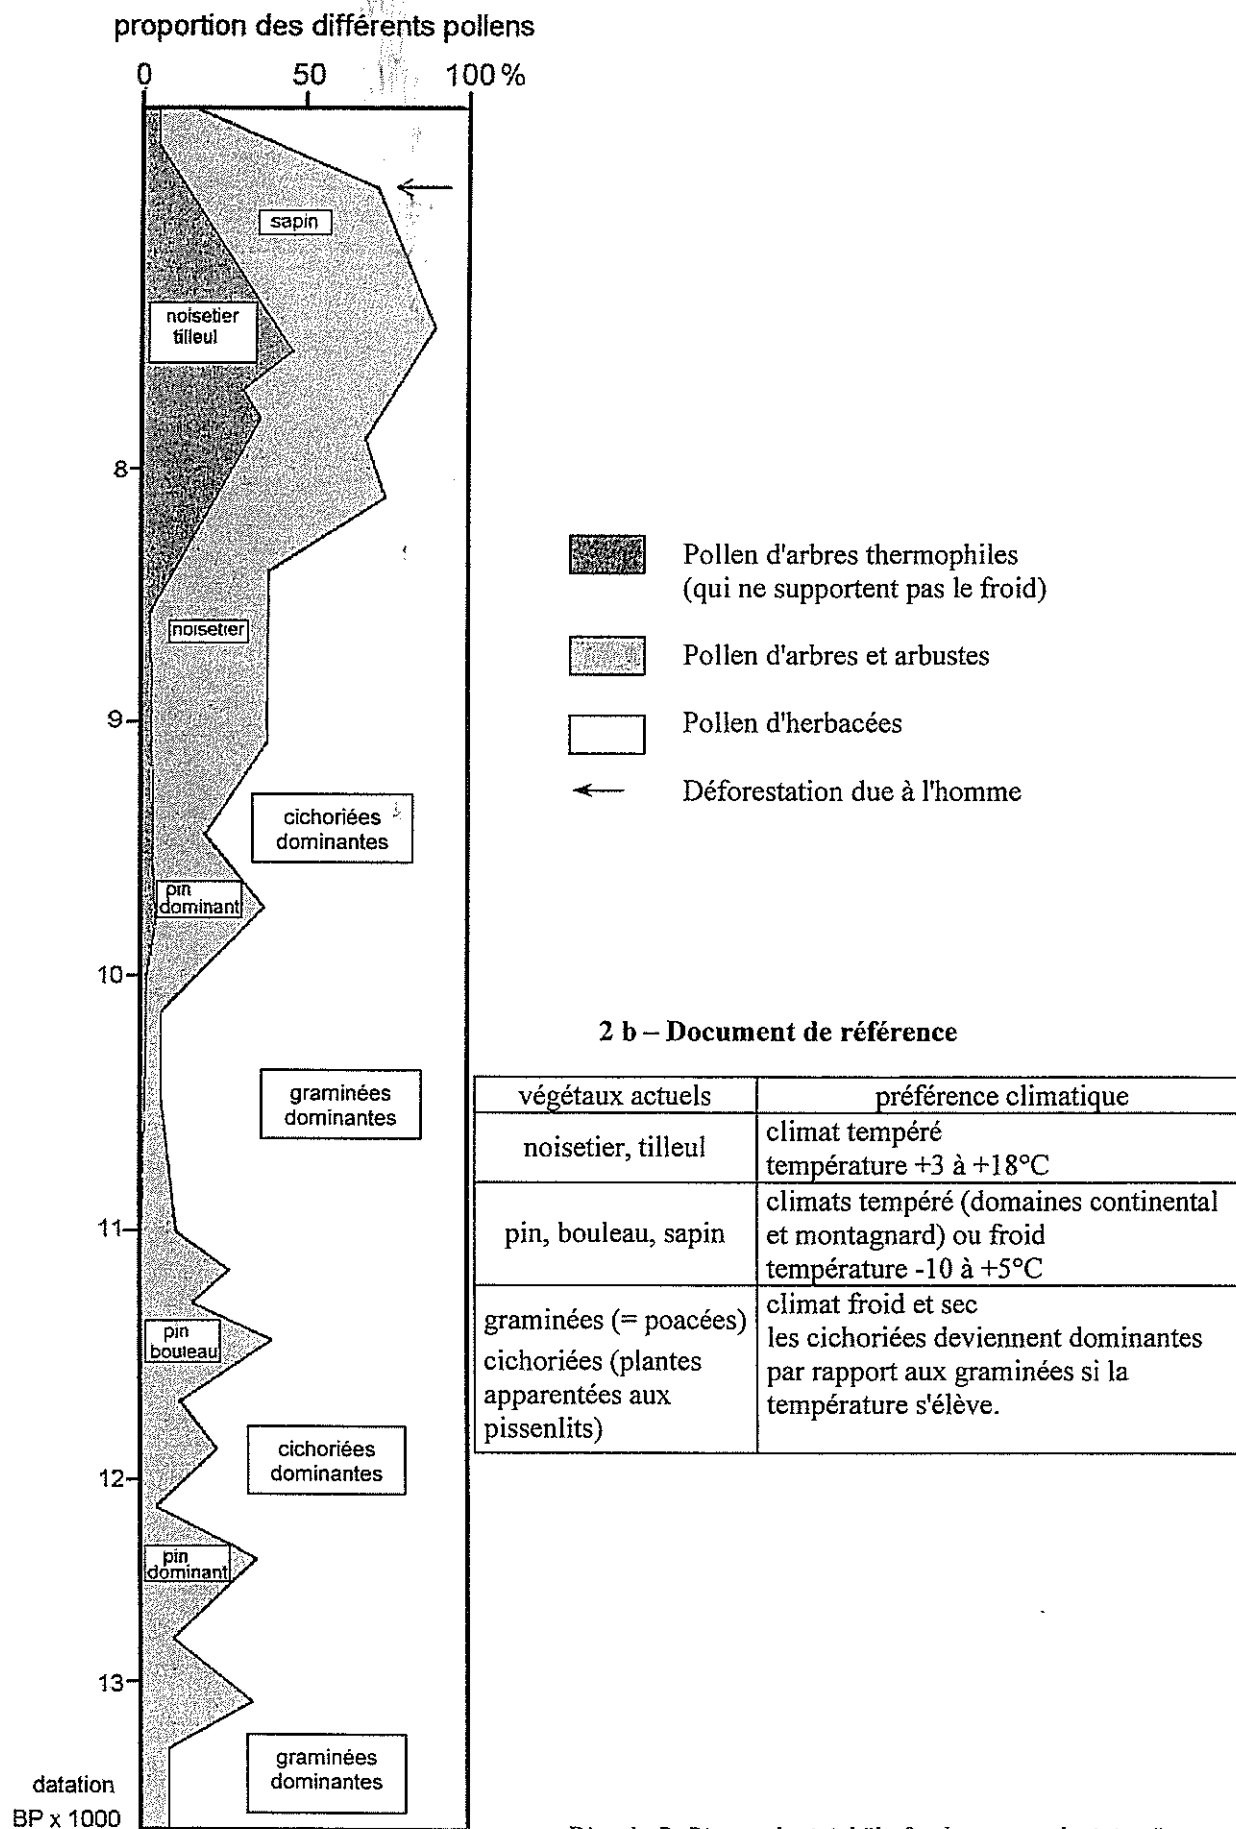 proportion des différents pollens
0 50 100 %
sapin
noisetier
tilleul
8
noisetier
9
cichoriées
dominantes
pin
dominant
10
graminées
dominantes
11
pin
bouleau
cichoriées
dominantes
12
pin
dominant
13
graminées
dominantes
datation
BP x 1000
Pollen d'arbres thermophiles
(qui ne supportent pas le froid)
Pollen d'arbres et arbustes
Pollen d'herbacées
Déforestation due à l'homme
2 b – Document de référence
végétaux actuels
préférence climatique
noisetier, tilleul
climat tempéré
température +3 à +18°C
pin, bouleau, sapin
climats tempéré (domaines continental
et montagnard) ou froid
température -10 à +5°C
graminées (= poacées)
cichoriées (plantes
apparentées aux
pissenlits)
climat froid et sec
les cichoriées deviennent dominantes
par rapport aux graminées si la
température s'élève.